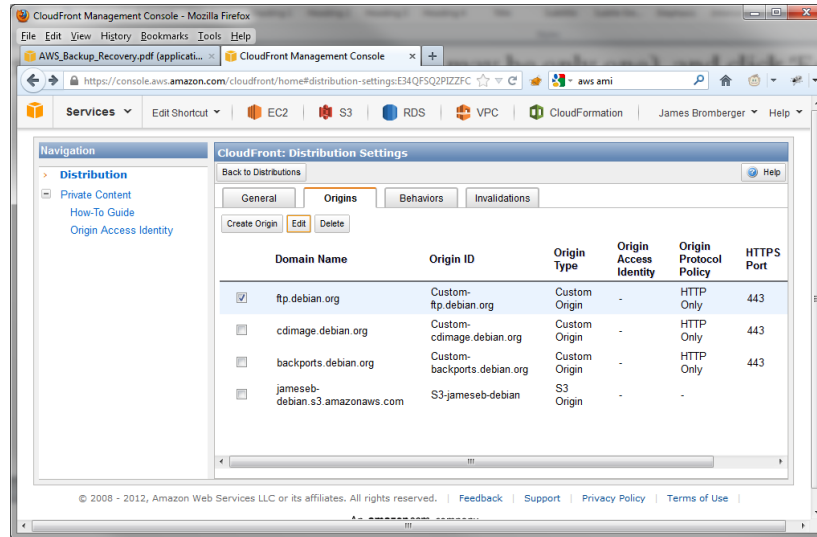 CloudFront Management Console - Mozilla Firefox
File Edit View History Bookmarks Tools Help
AWS_Backup_Recovery.pdf (applicati... × CloudFront Management Console × +
https://console.aws.amazon.com/cloudfront/home#distribution-settings:E34QFSQ2PIZZFC aws ami
Services Edit Shortcut EC2 S3 RDS VPC CloudFormation James Bromberger Help
Navigation
Distribution
Private Content
How-To Guide
Origin Access Identity
CloudFront: Distribution Settings
Back to Distributions Help
General Origins Behaviors Invalidations
Create Origin Edit Delete
Domain Name Origin ID Origin Type Origin Access Identity Origin Protocol Policy HTTPS Port
ftp.debian.org Custom-ftp.debian.org Custom Origin - HTTP Only 443
cdimage.debian.org Custom-cdimage.debian.org Custom Origin - HTTP Only 443
backports.debian.org Custom-backports.debian.org Custom Origin - HTTP Only 443
jameseb-debian.s3.amazonaws.com S3-jameseb-debian S3 Origin - -
© 2008 - 2012, Amazon Web Services LLC or its affiliates. All rights reserved. | Feedback | Support | Privacy Policy | Terms of Use |